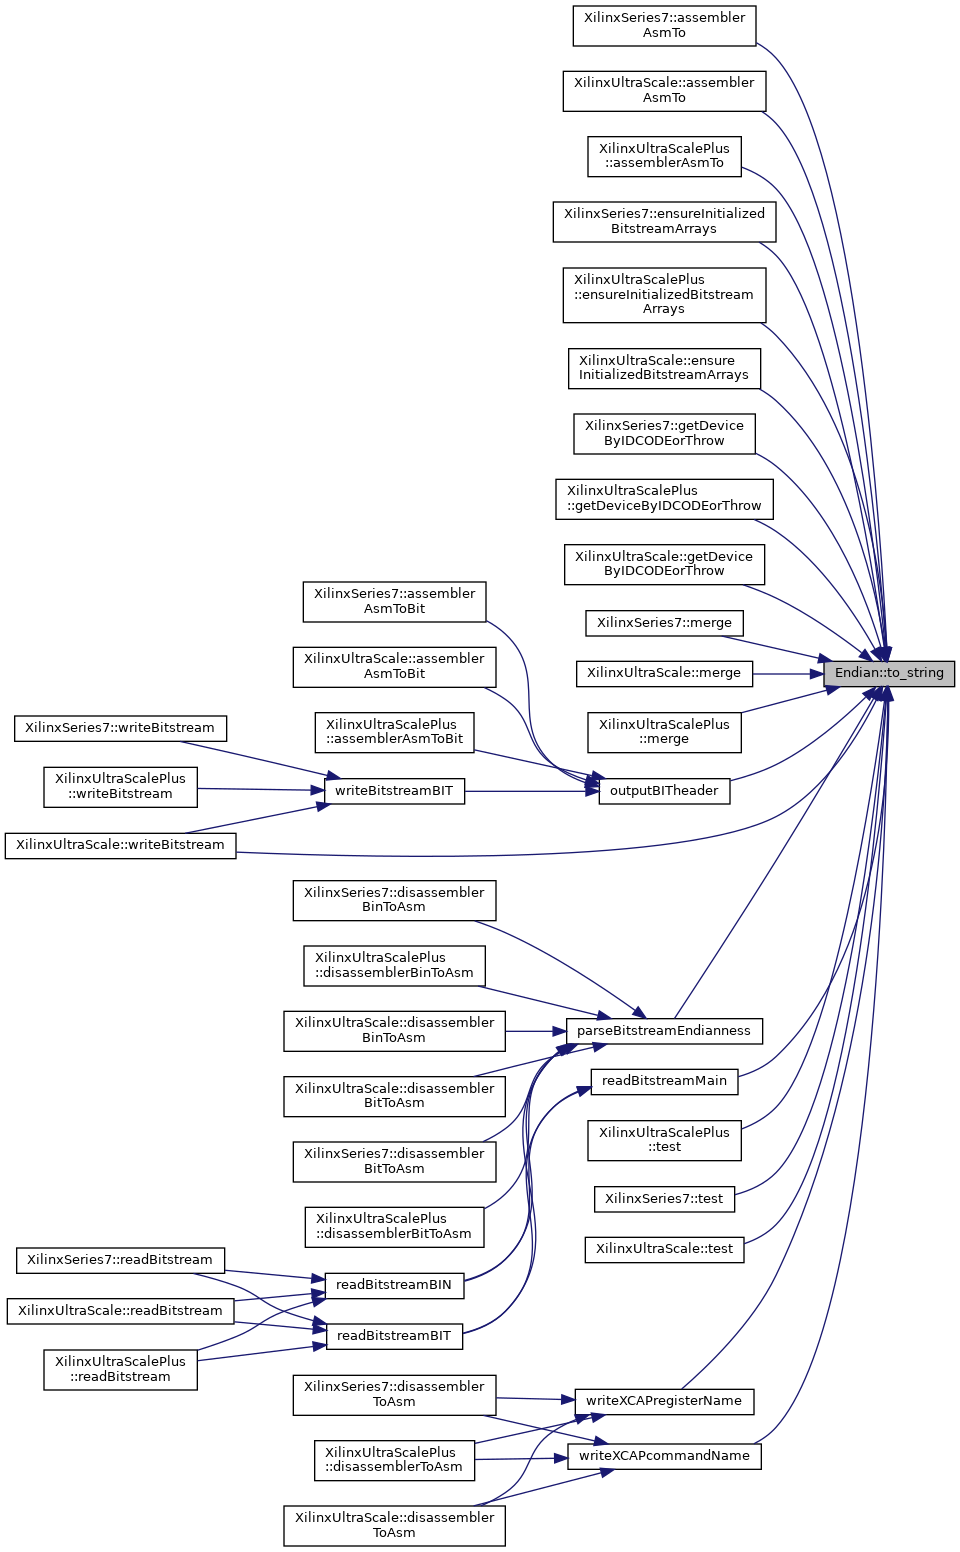 XilinxSeries7::assembler
AsmTo
XilinxUltraScale::assembler
AsmTo
XilinxUltraScalePlus
::assemblerAsmTo
XilinxSeries7::ensureInitialized
BitstreamArrays
XilinxUltraScalePlus
::ensureInitializedBitstream
Arrays
XilinxUltraScale::ensure
InitializedBitstreamArrays
XilinxSeries7::getDevice
ByIDCODEorThrow
XilinxUltraScalePlus
::getDeviceByIDCODEorThrow
XilinxUltraScale::getDevice
ByIDCODEorThrow
XilinxSeries7::assembler
AsmToBit
XilinxSeries7::merge
XilinxUltraScale::assembler
AsmToBit
XilinxUltraScale::merge
Endian::to_string
XilinxUltraScalePlus
::assemblerAsmToBit
XilinxUltraScalePlus
::merge
XilinxSeries7::writeBitstream
XilinxUltraScalePlus
::writeBitstream
writeBitstreamBIT
outputBITheader
XilinxUltraScale::writeBitstream
XilinxSeries7::disassembler
BinToAsm
XilinxUltraScalePlus
::disassemblerBinToAsm
XilinxUltraScale::disassembler
BinToAsm
parseBitstreamEndianness
XilinxUltraScale::disassembler
BitToAsm
readBitstreamMain
XilinxSeries7::disassembler
BitToAsm
XilinxUltraScalePlus
::test
XilinxUltraScalePlus
::disassemblerBitToAsm
XilinxSeries7::test
XilinxUltraScale::test
XilinxSeries7::readBitstream
readBitstreamBIN
XilinxUltraScale::readBitstream
readBitstreamBIT
XilinxUltraScalePlus
::readBitstream
XilinxSeries7::disassembler
ToAsm
writeXCAPregisterName
XilinxUltraScalePlus
::disassemblerToAsm
writeXCAPcommandName
XilinxUltraScale::disassembler
ToAsm